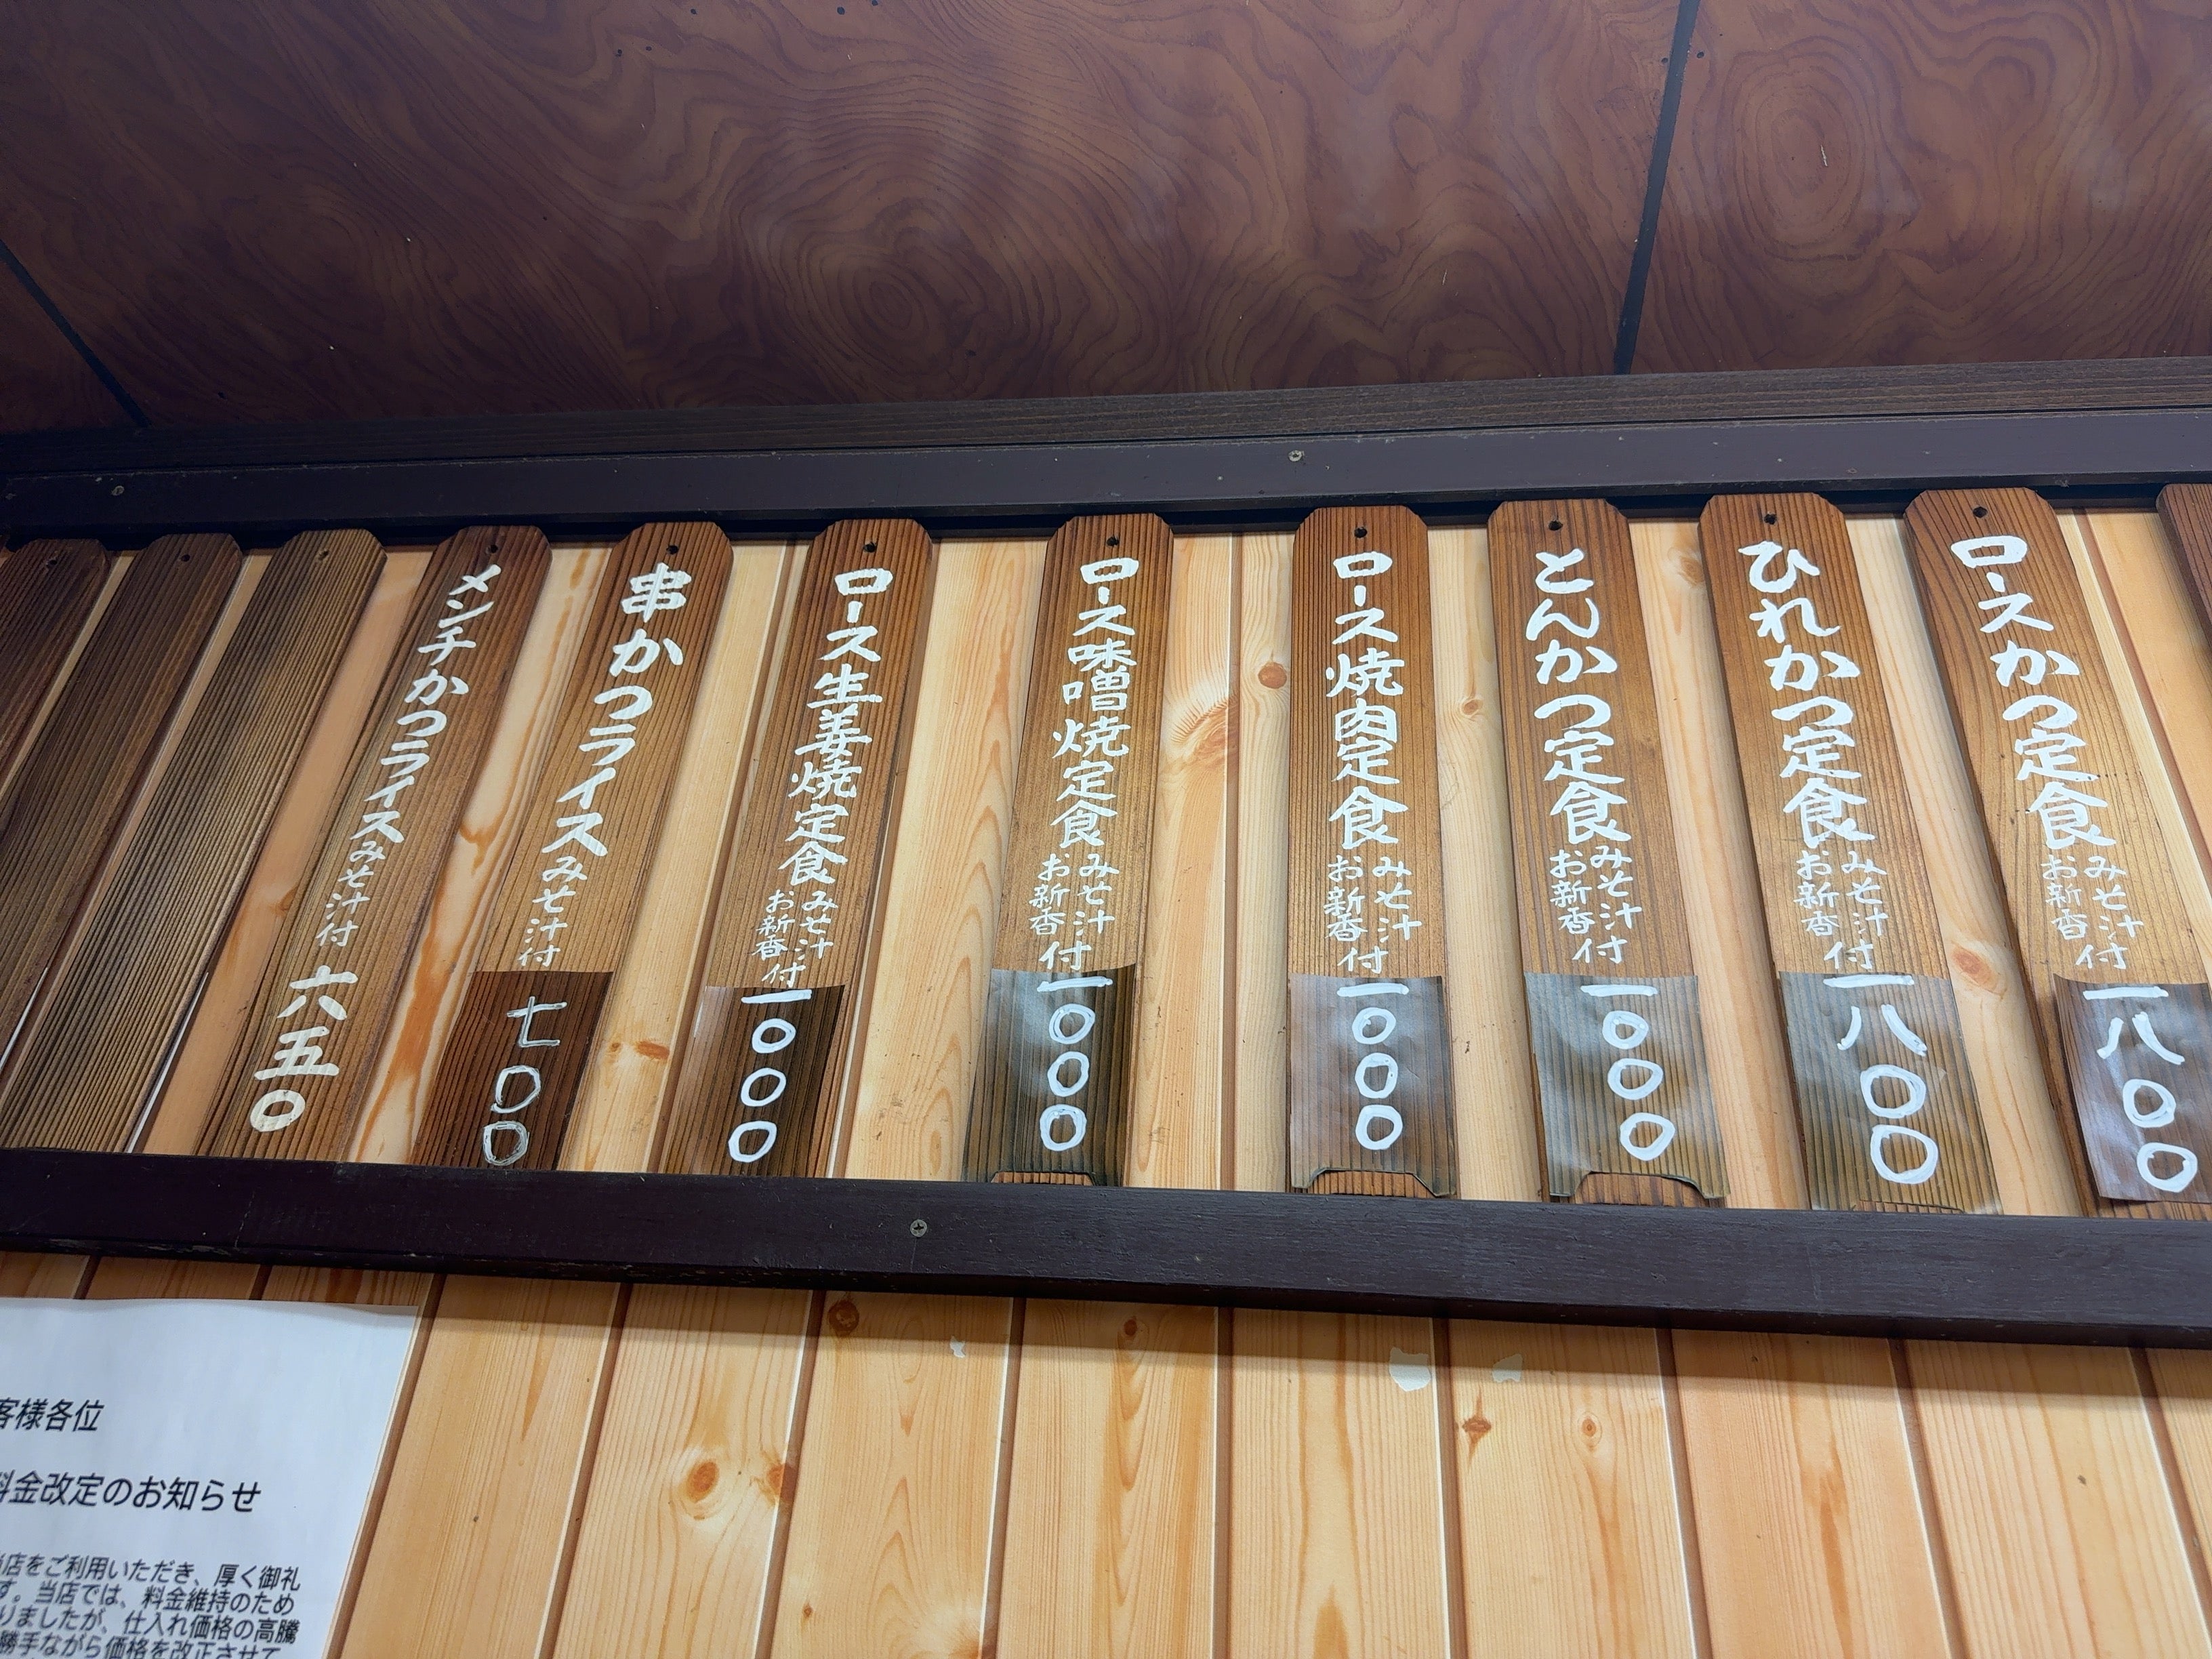 ロースかつ定食
みそ汁
お新香
付
一八〇〇
ひれかつ定食
みそ汁
お新香
付
一八〇〇
とんかつ定食
みそ汁
お新香
付
一〇〇〇
ロース焼肉定食
みそ汁
お新香
付
一〇〇〇
ロース味噌焼定食
みそ汁
お新香
付
一〇〇〇
ロース生姜焼定食
みそ汁
お新香
付
一〇〇〇
串かつライス
みそ汁付
七〇〇
メンチかつライス
みそ汁付
六五〇
客様各位
料金改定のお知らせ
店をご利用いただき、厚く御礼
す。当店では、料金維持のため
りましたが、仕入れ価格の高騰
勝手ながら価格を改正させて